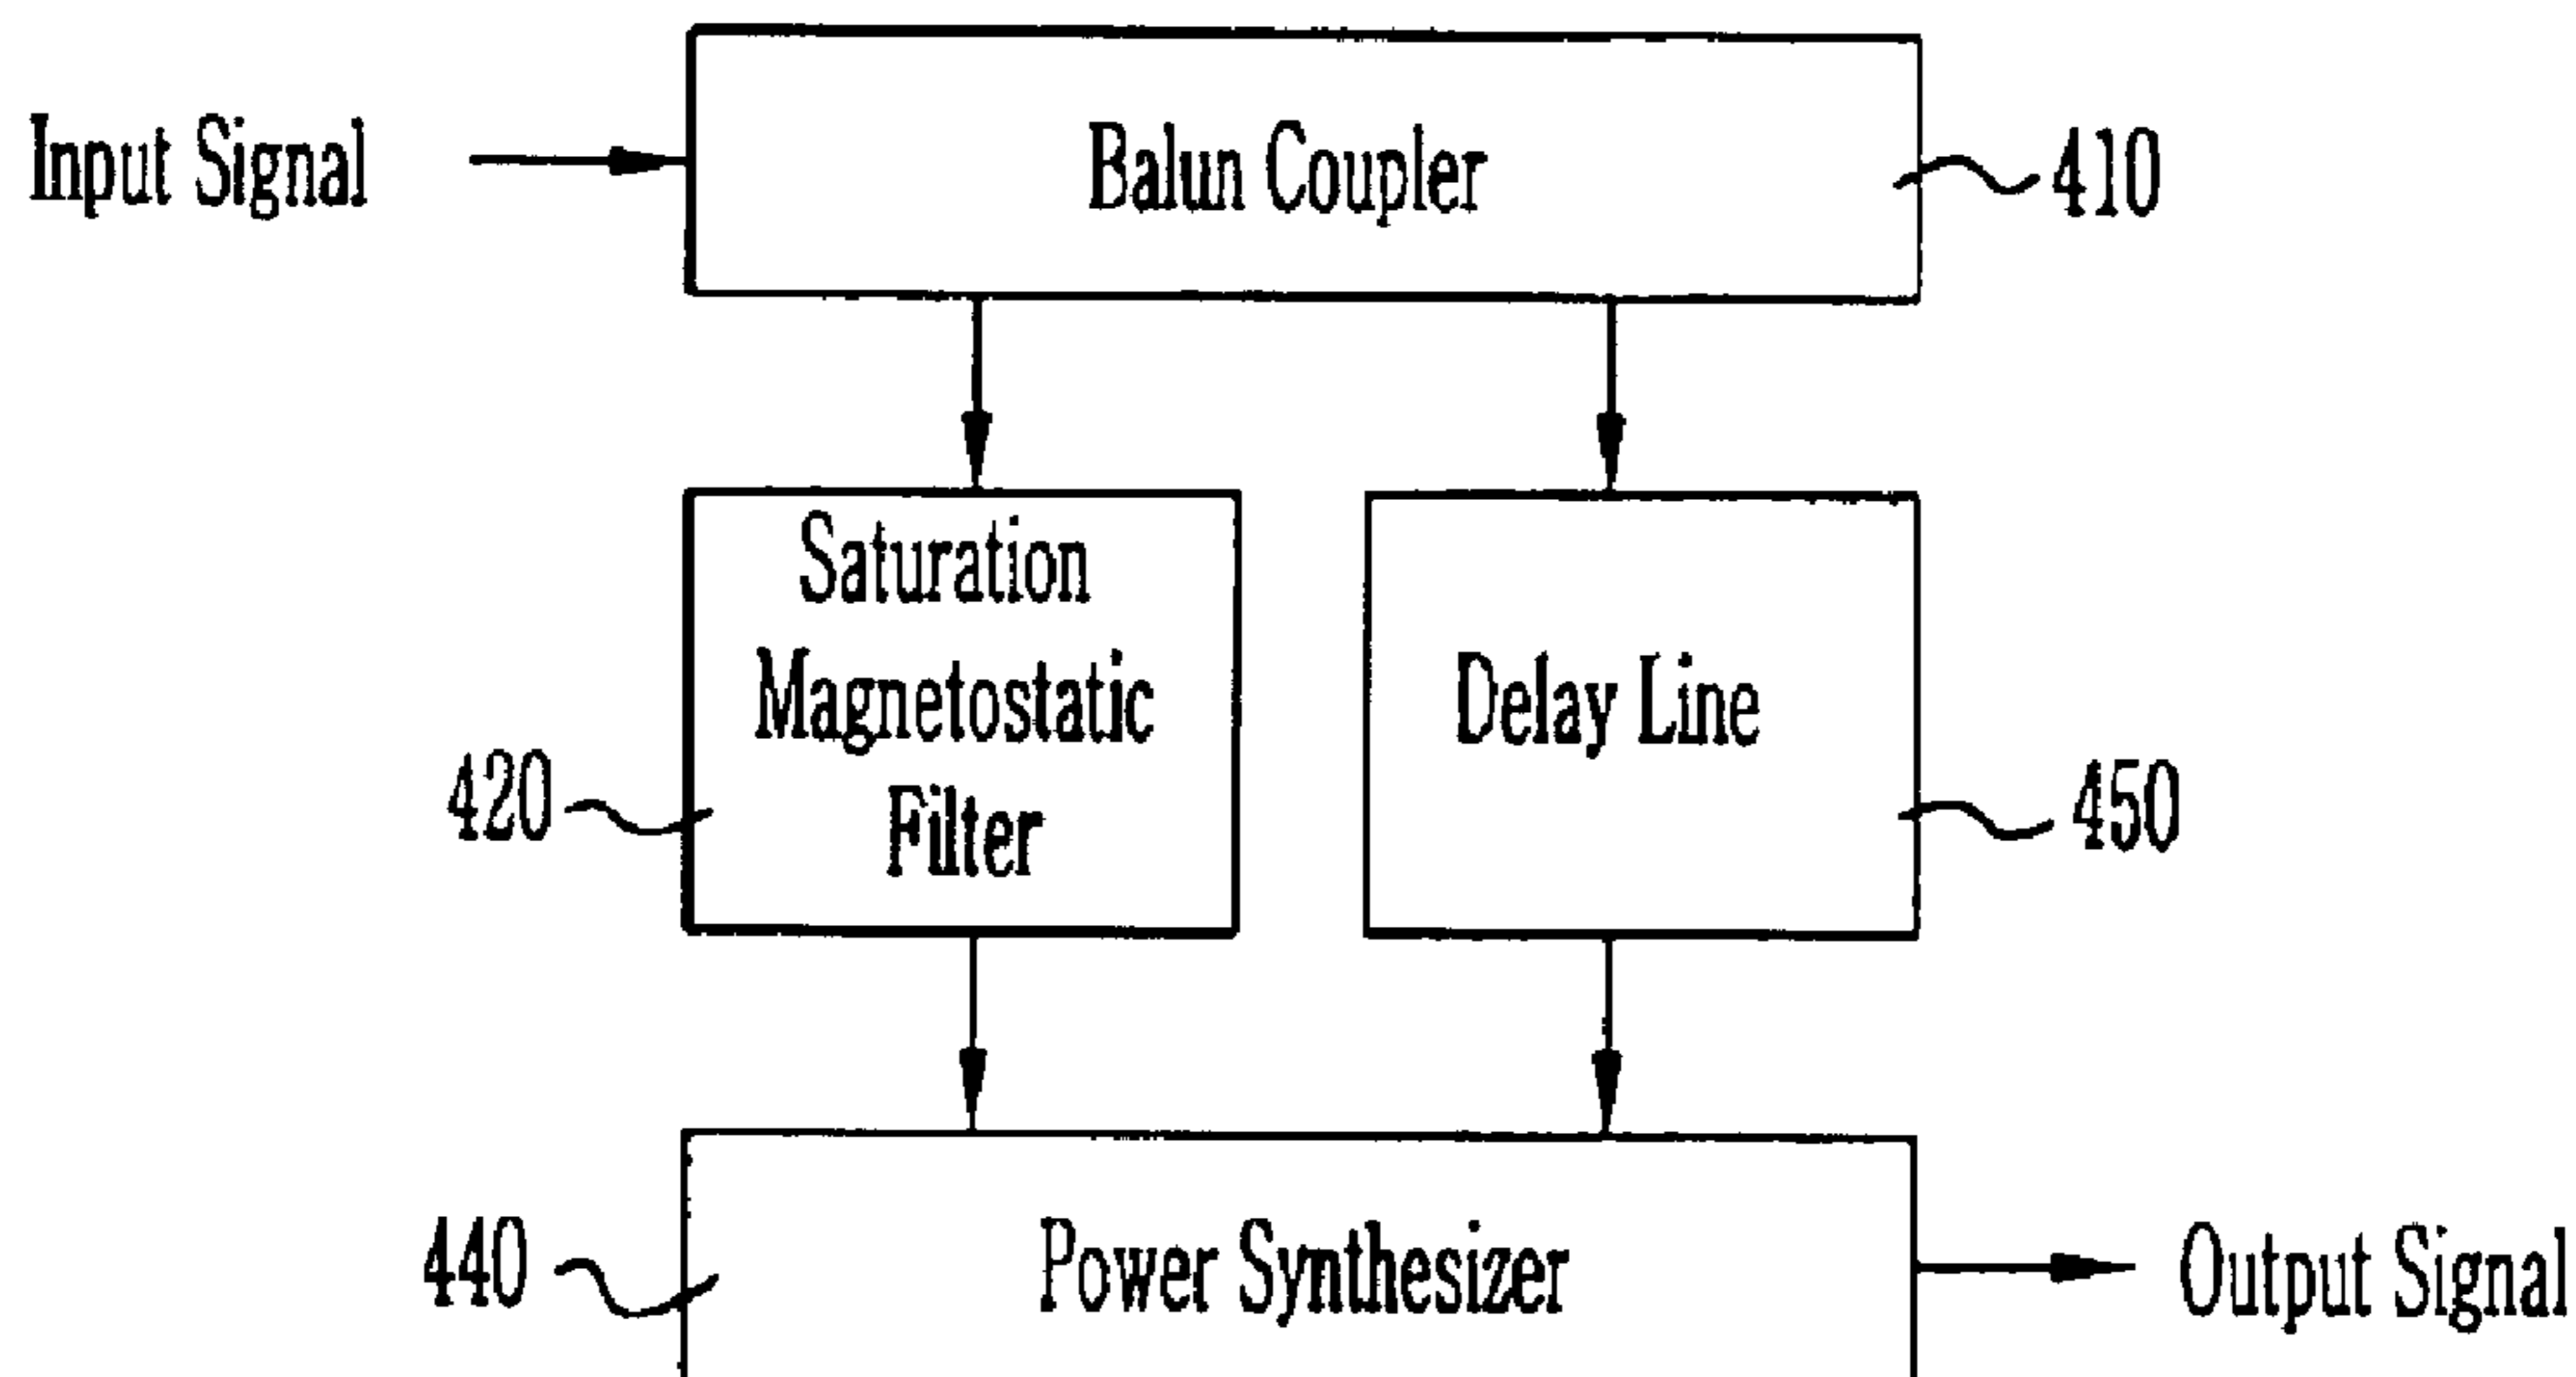 Input Signal
Balun Coupler
410
Saturation
Magnetostatic
Filter
Delay Line
420
450
440
Power Synthesizer
Output Signal